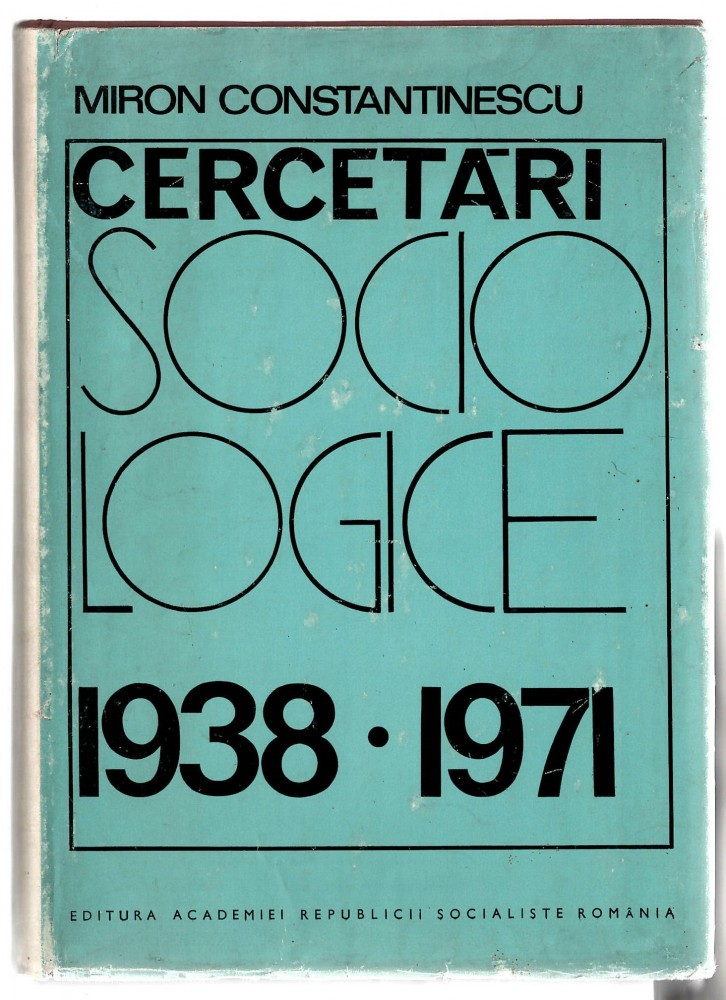 MIRON CONSTANTINESCU
CERCETĂRI
SOCIO
LOGICE
1938 • 1971
EDITURA ACADEMIEI REPUBLICII SOCIALISTE ROMÂNIA